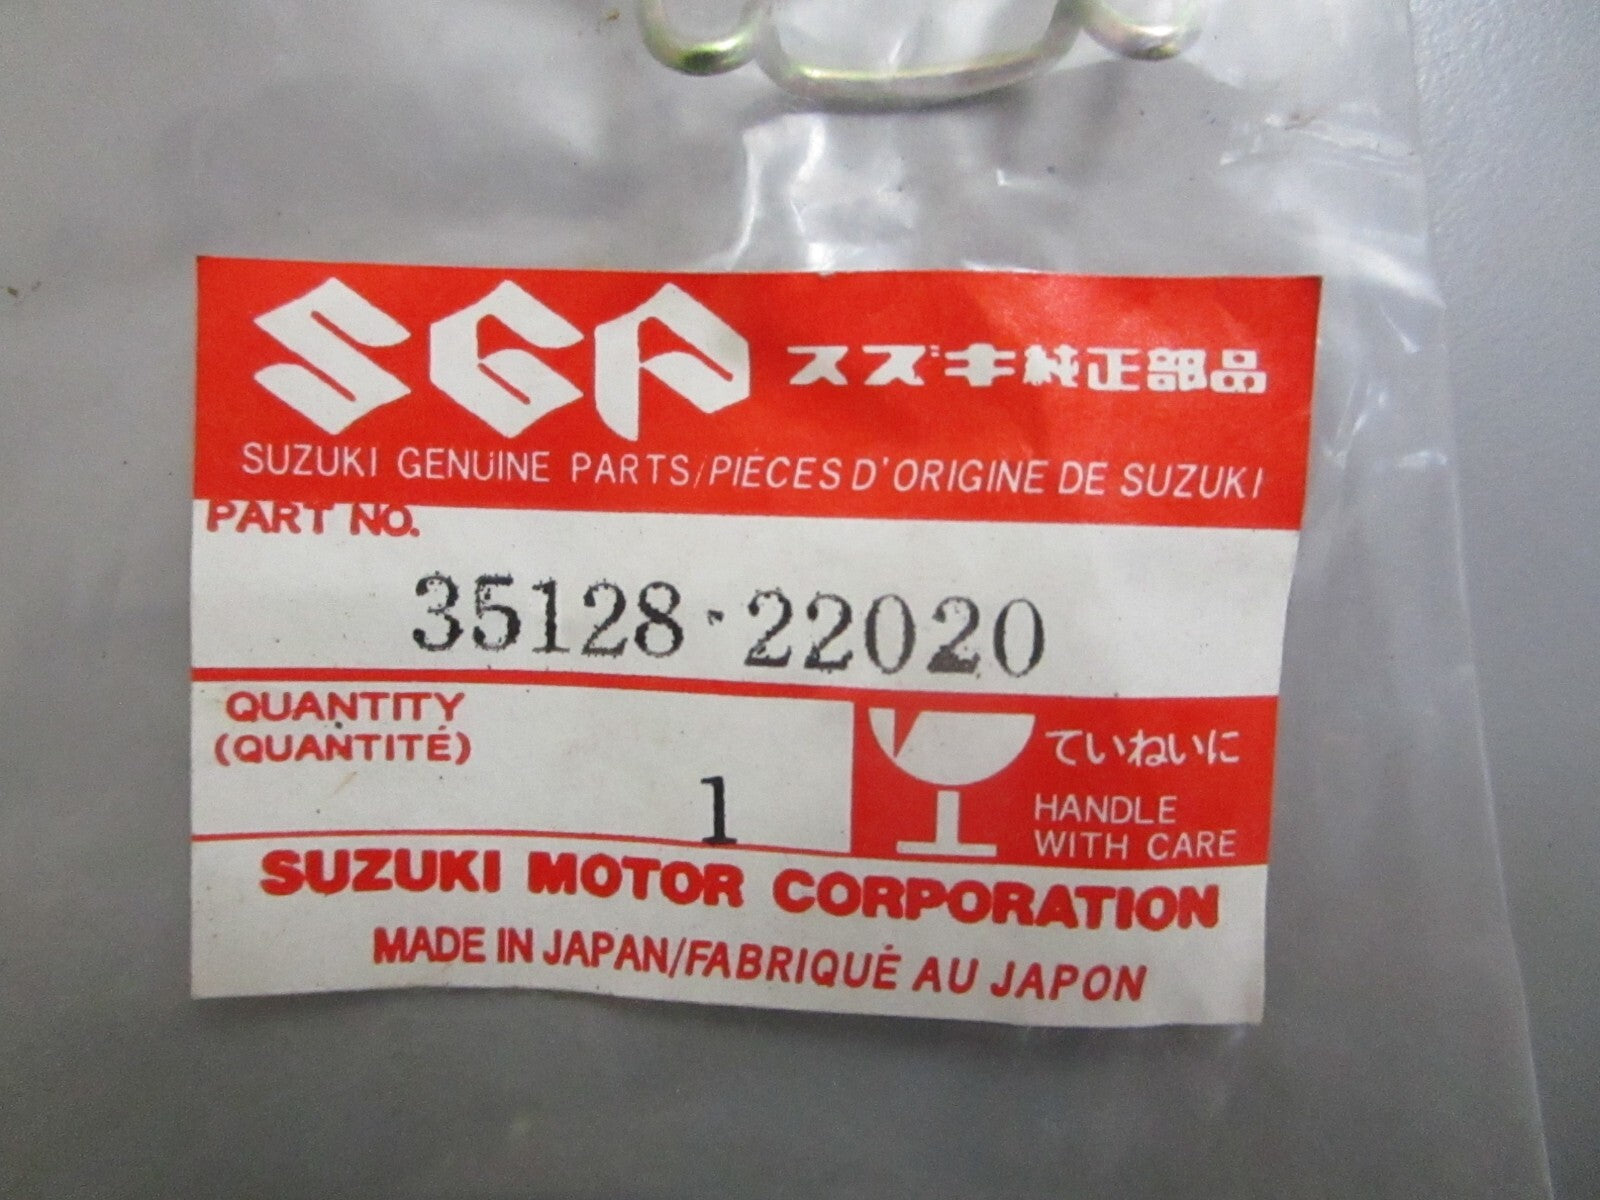 SGP スズキ純正部品
SUZUKI GENUINE PARTS/PIÈCES D'ORIGINE DE SUZUKI
PART NO.
35128-22020
QUANTITY
(QUANTITÉ)
1
ていねいに
HANDLE
WITH CARE
SUZUKI MOTOR CORPORATION
MADE IN JAPAN/FABRIQUÉ AU JAPON